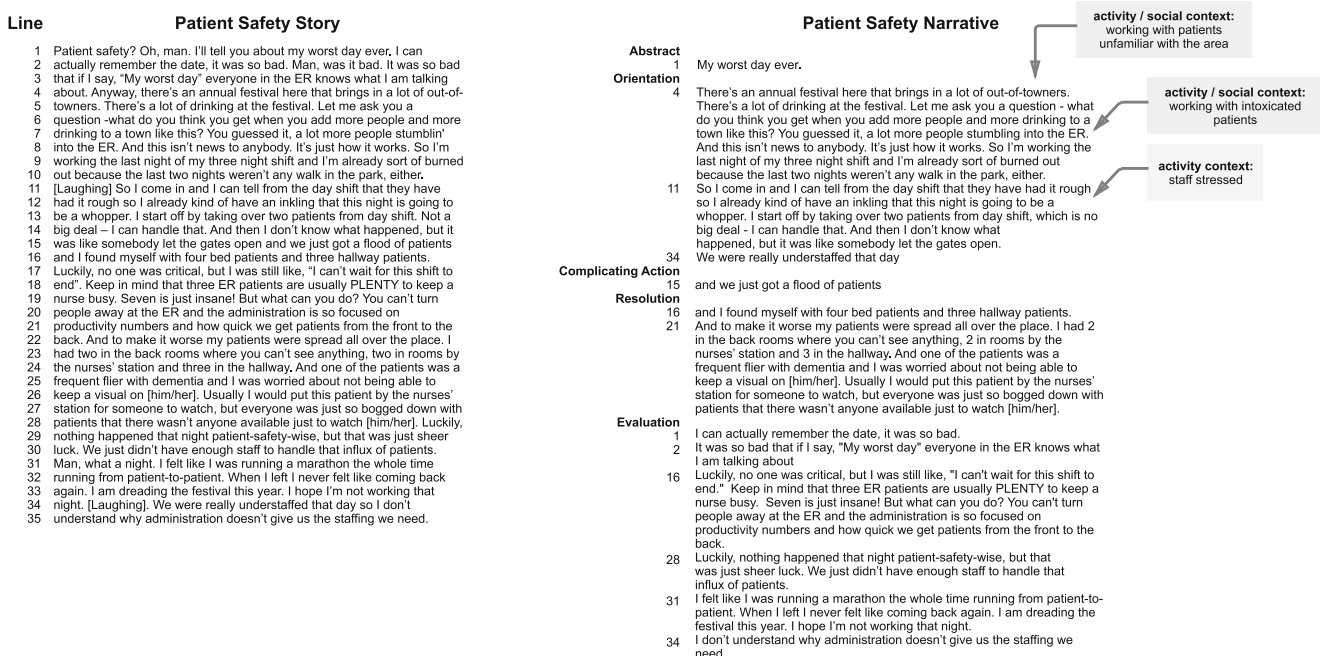 Line Patient Safety Story
1 Patient safety? Oh, man. I'll tell you about my worst day ever. I can
2 actually remember the date, it was so bad. Man, was it bad. It was so bad
3 that if I say, “My worst day” everyone in the ER knows what I am talking
4 about. Anyway, there's an annual festival here that brings in a lot of out-of-
5 towners. There's a lot of drinking at the festival. Let me ask you a
6 question -what do you think you get when you add more people and more
7 drinking to a town like this? You guessed it, a lot more people stumblin'
8 into the ER. And this isn't news to anybody. It's just how it works. So I'm
9 working the last night of my three night shift and I'm already sort of burned
10 out because the last two nights weren't any walk in the park, either.
11 [Laughing] So I come in and I can tell from the day shift that they have
12 had it rough so I already kind of have an inkling that this night is going to
13 be a whopper. I start off by taking over two patients from day shift. Not a
14 big deal – I can handle that. And then I don't know what happened, but it
15 was like somebody let the gates open and we just got a flood of patients
16 and I found myself with four bed patients and three hallway patients.
17 Luckily, no one was critical, but I was still like, “I can't wait for this shift to
18 end”. Keep in mind that three ER patients are usually PLENTY to keep a
19 nurse busy. Seven is just insane! But what can you do? You can't turn
20 people away at the ER and the administration is so focused on
21 productivity numbers and how quick we get patients from the front to the
22 back. And to make it worse my patients were spread all over the place. I
23 had two in the back rooms where you can't see anything, two in rooms by
24 the nurses' station and three in the hallway. And one of the patients was a
25 frequent flier with dementia and I was worried about not being able to
26 keep a visual on [him/her]. Usually I would put this patient by the nurses'
27 station for someone to watch, but everyone was just so bogged down with
28 patients that there wasn't anyone available just to watch [him/her]. Luckily,
29 nothing happened that night patient-safety-wise, but that was just sheer
30 luck. We just didn't have enough staff to handle that influx of patients.
31 Man, what a night. I felt like I was running a marathon the whole time
32 running from patient-to-patient. When I left I never felt like coming back
33 again. I am dreading the festival this year. I hope I'm not working that
34 night. [Laughing]. We were really understaffed that day so I don't
35 understand why administration doesn't give us the staffing we need.
Patient Safety Narrative
Abstract
1 My worst day ever.
Orientation
4 There's an annual festival here that brings in a lot of out-of-towners.
There's a lot of drinking at the festival. Let me ask you a question - what
do you think you get when you add more people and more drinking to a
town like this? You guessed it, a lot more people stumbling into the ER.
And this isn't news to anybody. It's just how it works. So I'm working the
last night of my three night shift and I'm already sort of burned out
because the last two nights weren't any walk in the park, either.
11 So I come in and I can tell from the day shift that they have had it rough
so I already kind of have an inkling that this night is going to be a
whopper. I start off by taking over two patients from day shift, which is no
big deal - I can handle that. And then I don't know what
happened, but it was like somebody let the gates open.
34 We were really understaffed that day
Complicating Action
15 and we just got a flood of patients
Resolution
16 and I found myself with four bed patients and three hallway patients.
21 And to make it worse my patients were spread all over the place. I had 2
in the back rooms where you can't see anything, 2 in rooms by the
nurses' station and 3 in the hallway. And one of the patients was a
frequent flier with dementia and I was worried about not being able to
keep a visual on [him/her]. Usually I would put this patient by the nurses'
station for someone to watch, but everyone was just so bogged down with
patients that there wasn't anyone available just to watch [him/her].
Evaluation
1 I can actually remember the date, it was so bad.
2 It was so bad that if I say, "My worst day" everyone in the ER knows what
I am talking about
16 Luckily, no one was critical, but I was still like, "I can't wait for this shift to
end." Keep in mind that three ER patients are usually PLENTY to keep a
nurse busy. Seven is just insane! But what can you do? You can't turn
people away at the ER and the administration is so focused on
productivity numbers and how quick we get patients from the front to the
back.
28 Luckily, nothing happened that night patient-safety-wise, but that
was just sheer luck. We just didn't have enough staff to handle that
influx of patients.
31 I felt like I was running a marathon the whole time running from patient-to-
patient. When I left I never felt like coming back again. I am dreading the
festival this year. I hope I'm not working that night.
34 I don't understand why administration doesn't give us the staffing we
need.
activity / social context:
working with patients
unfamiliar with the area
activity / social context:
working with intoxicated
patients
activity context:
staff stressed